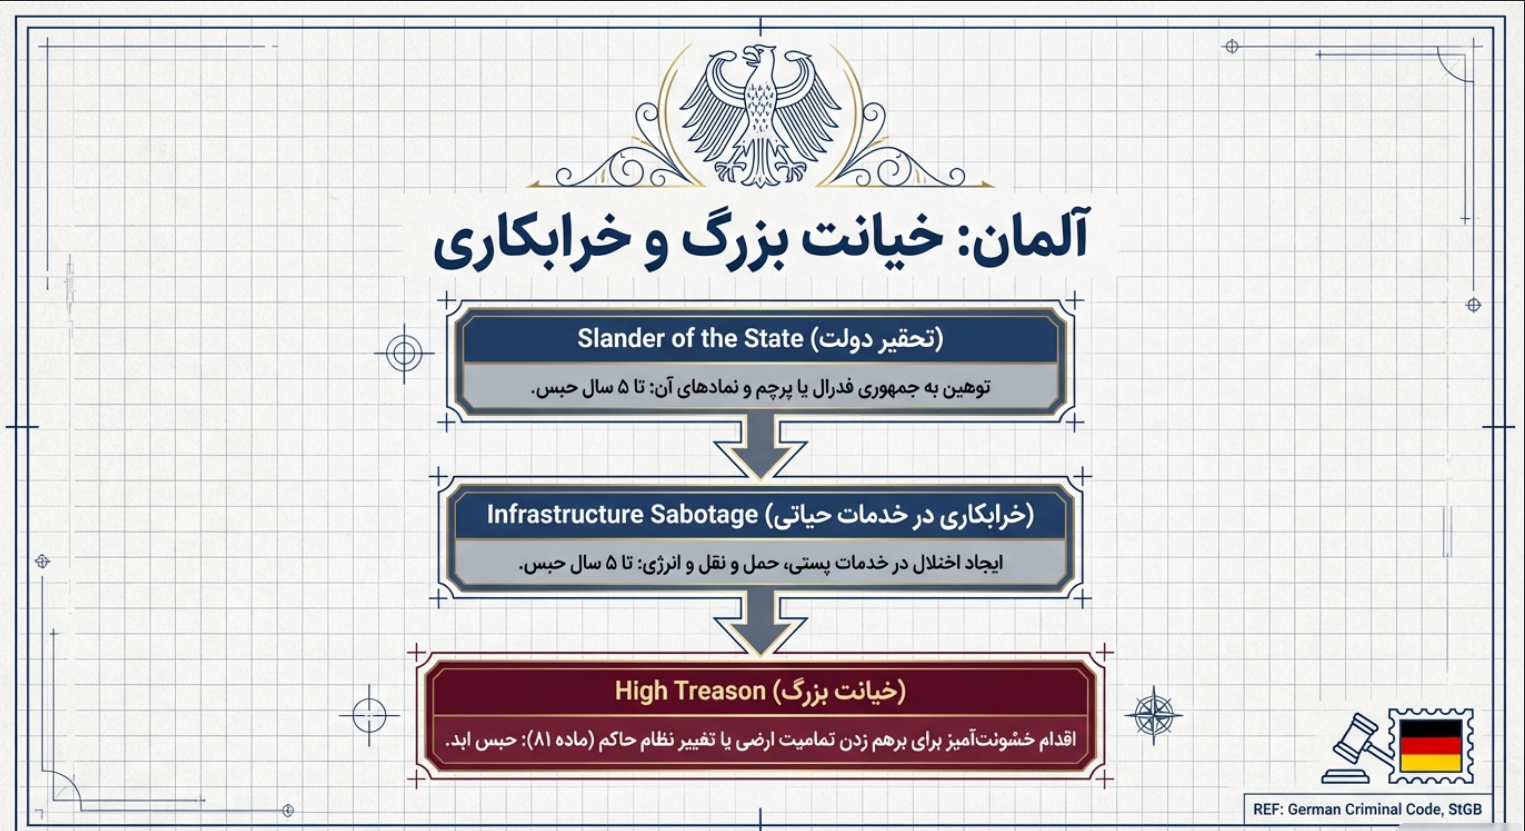 آلمان: خیانت بزرگ و خرابکاری
Slander of the State (تحقیر دولت)
توهین به جمهوری فدرال یا پرچم و نمادهای آن: تا ۵ سال حبس.
Infrastructure Sabotage (خرابکاری در خدمات حیاتی)
ایجاد اختلال در خدمات پستی، حمل و نقل و انرژی: تا ۵ سال حبس.
High Treason (خیانت بزرگ)
اقدام خشونت‌آمیز برای برهم زدن تمامیت ارضی یا تغییر نظام حاکم (ماده ۸۱): حبس ابد.
REF: German Criminal Code, StGB